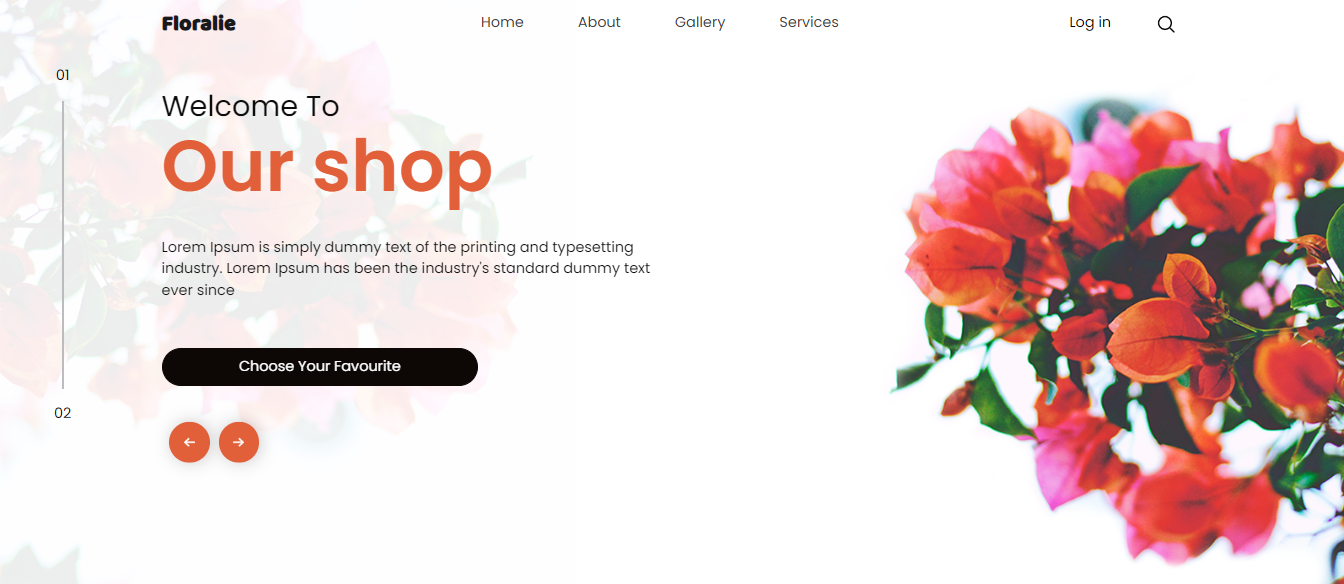 Floralie
Home
About
Gallery
Services
Log in
01
Welcome To
Our shop
Lorem Ipsum is simply dummy text of the printing and typesetting
industry. Lorem Ipsum has been the industry's standard dummy text
ever since
Choose Your Favourite
02